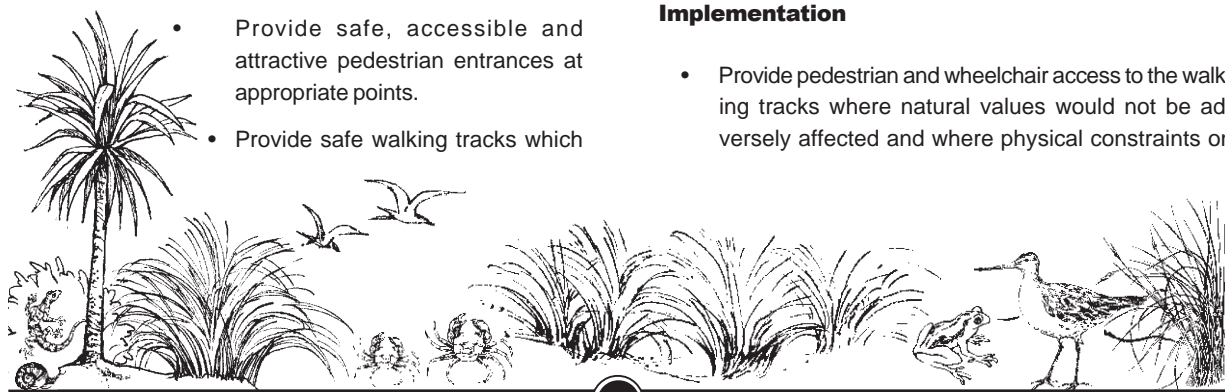 • Provide safe, accessible and
attractive pedestrian entrances at
appropriate points.
• Provide safe walking tracks which
Implementation
• Provide pedestrian and wheelchair access to the walk
ing tracks where natural values would not be ad
versely affected and where physical constraints or